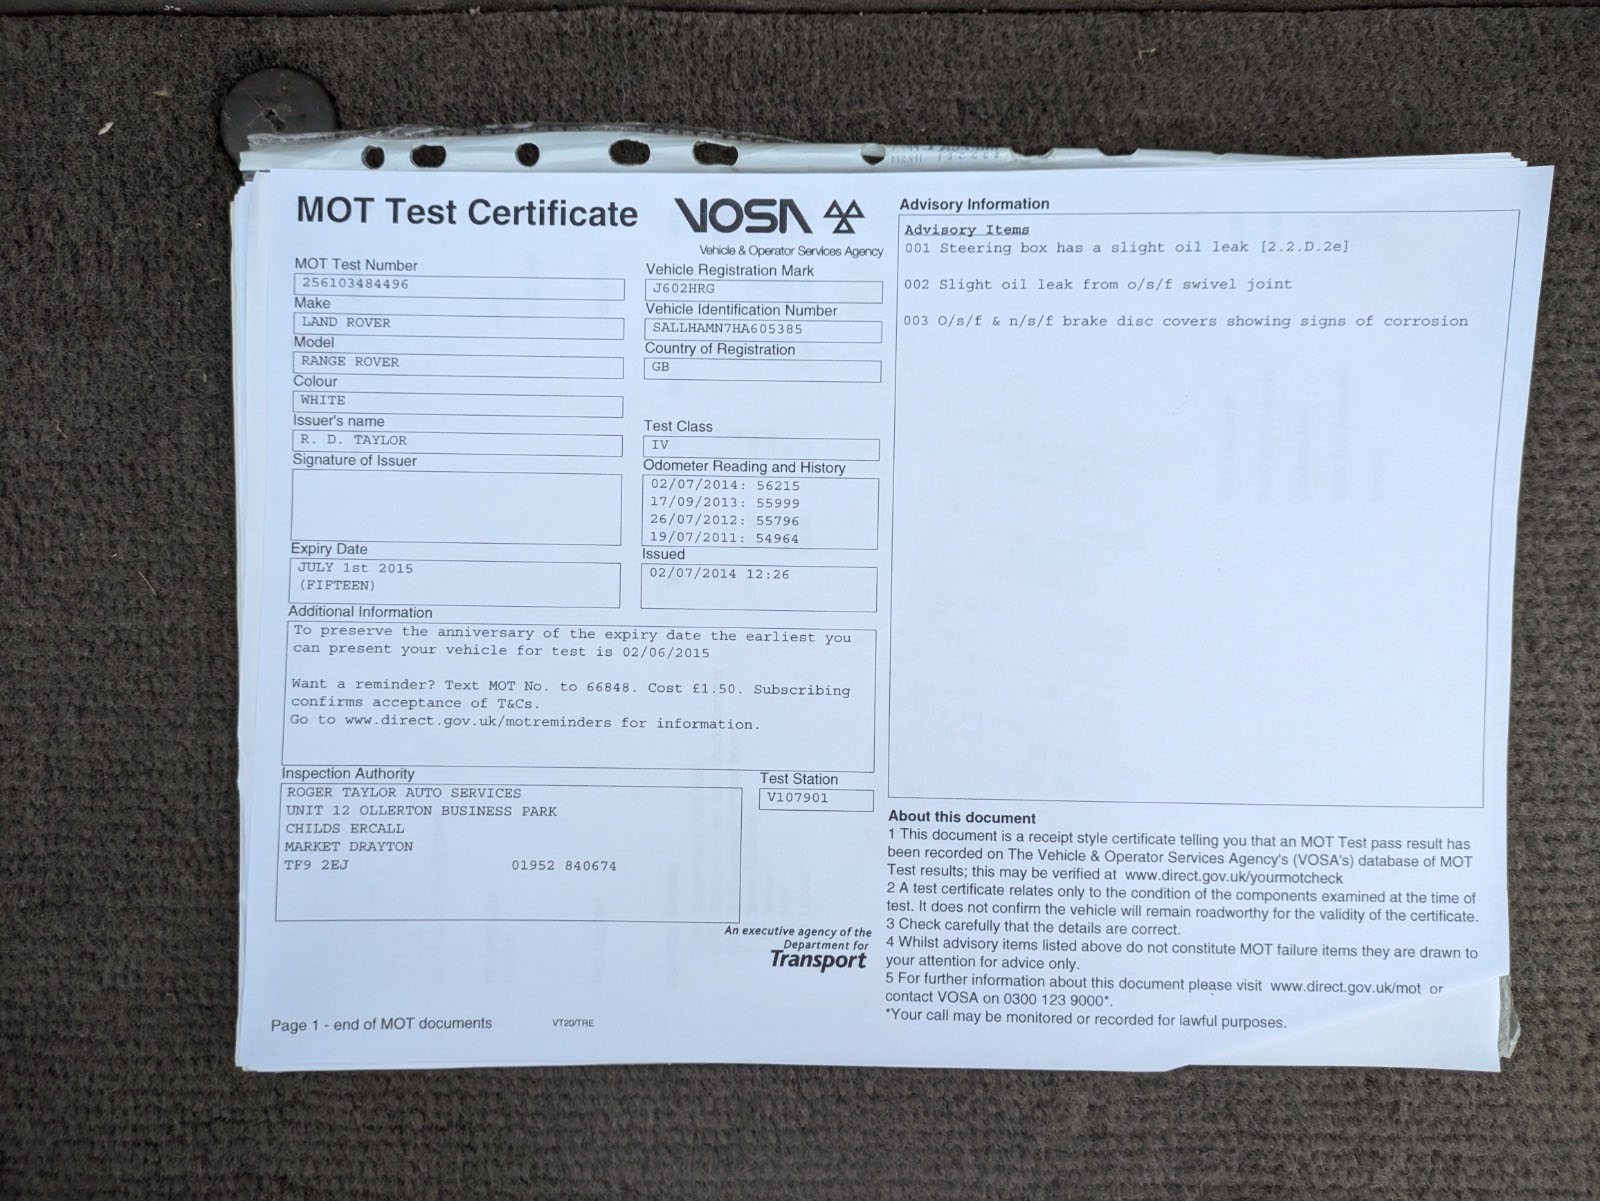 MOT Test Certificate
VOSA
Vehicle & Operator Services Agency
MOT Test Number
256103484496
Make
LAND ROVER
Model
RANGE ROVER
Colour
WHITE
Issuer's name
R. D. TAYLOR
Signature of Issuer
Expiry Date
JULY 1st 2015
(FIFTEEN)
Vehicle Registration Mark
J602HRG
Vehicle Identification Number
SALLHAMN7HA605385
Country of Registration
GB
Test Class
IV
Odometer Reading and History
02/07/2014: 56215
17/09/2013: 55999
26/07/2012: 55796
19/07/2011: 54964
Issued
02/07/2014 12:26
Additional Information
To preserve the anniversary of the expiry date the earliest you
can present your vehicle for test is 02/06/2015
Want a reminder? Text MOT No. to 66848. Cost £1.50. Subscribing
confirms acceptance of T&Cs.
Go to www.direct.gov.uk/motreminders for information.
Inspection Authority
ROGER TAYLOR AUTO SERVICES
UNIT 12 OLLERTON BUSINESS PARK
CHILDS ERCALL
MARKET DRAYTON
TF9 2EJ 01952 840674
Test Station
V107901
An executive agency of the
Department for
Transport
Page 1 - end of MOT documents VT20/TRE
Advisory Information
Advisory Items
001 Steering box has a slight oil leak [2.2.D.2e]
002 Slight oil leak from o/s/f swivel joint
003 O/s/f & n/s/f brake disc covers showing signs of corrosion
About this document
1 This document is a receipt style certificate telling you that an MOT Test pass result has
been recorded on The Vehicle & Operator Services Agency's (VOSA's) database of MOT
Test results; this may be verified at www.direct.gov.uk/yourmotcheck
2 A test certificate relates only to the condition of the components examined at the time of
test. It does not confirm the vehicle will remain roadworthy for the validity of the certificate.
3 Check carefully that the details are correct.
4 Whilst advisory items listed above do not constitute MOT failure items they are drawn to
your attention for advice only.
5 For further information about this document please visit www.direct.gov.uk/mot or
contact VOSA on 0300 123 9000*.
*Your call may be monitored or recorded for lawful purposes.